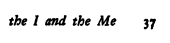 the I and the Me 37